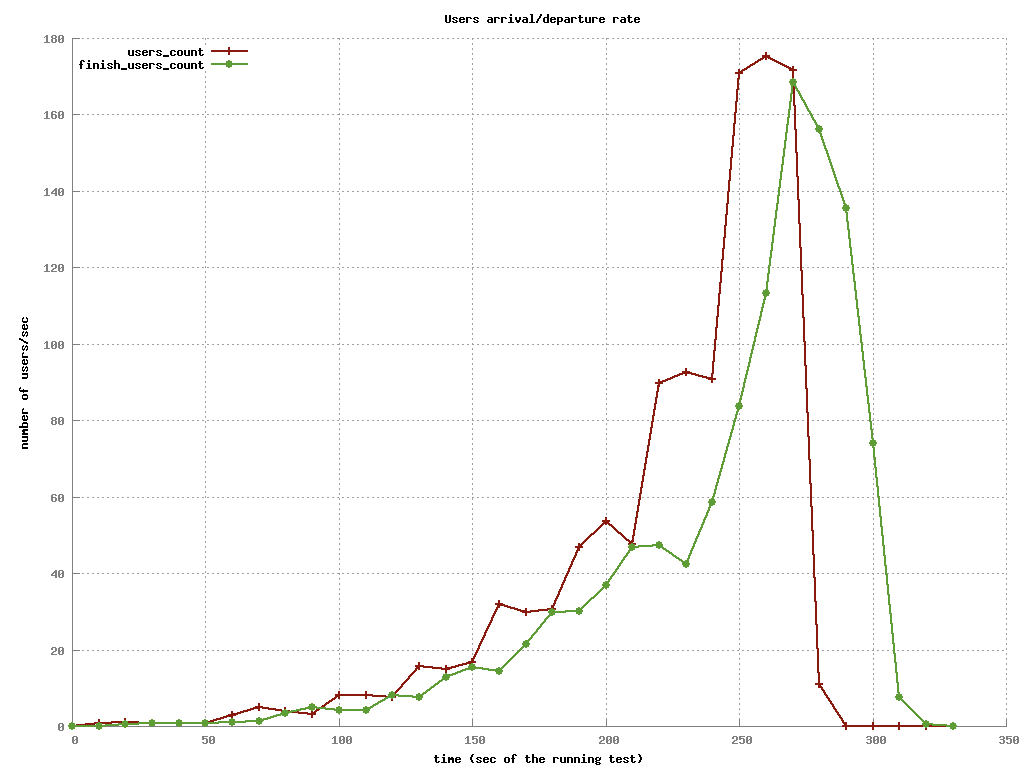 Users arrival/departure rate
users_count
finish_users_count
180
160
140
120
100
80
60
40
20
0
number of users/sec
0 50 100 150 200 250 300 350
time (sec of the running test)